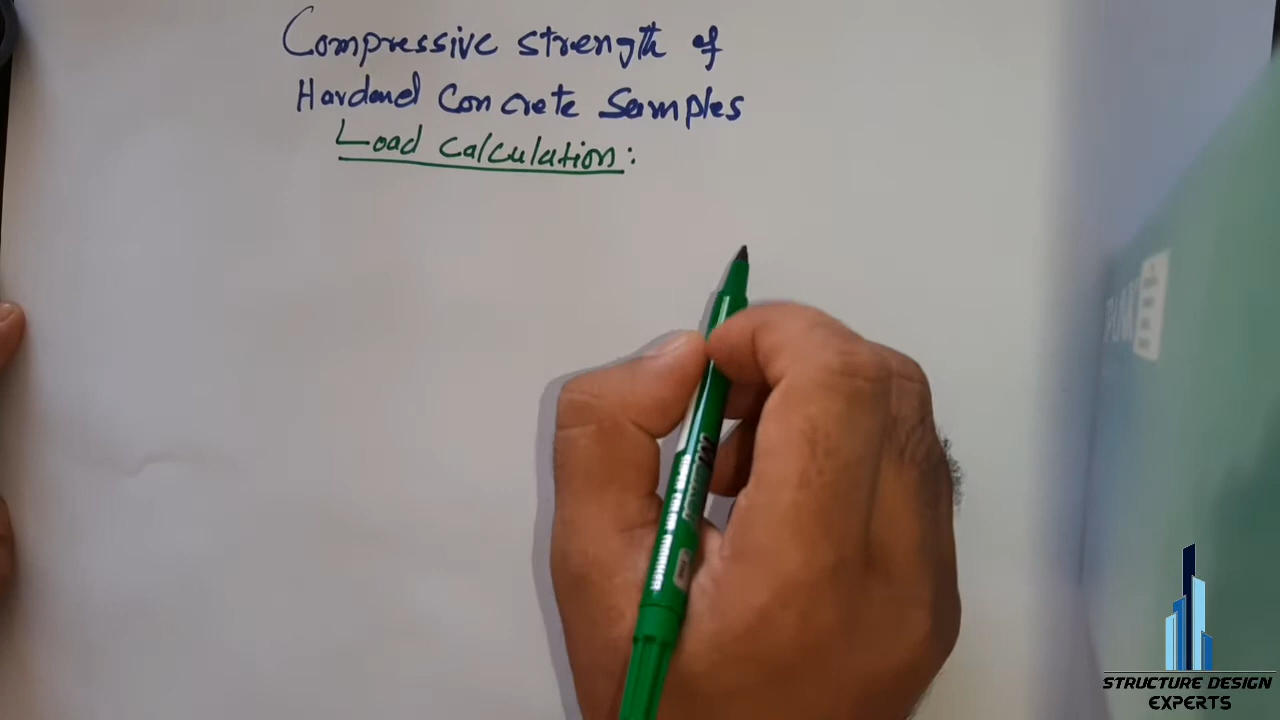 Compressive strength of
Hardened Concrete Samples
Load Calculation:
STRUCTURE DESIGN
EXPERTS